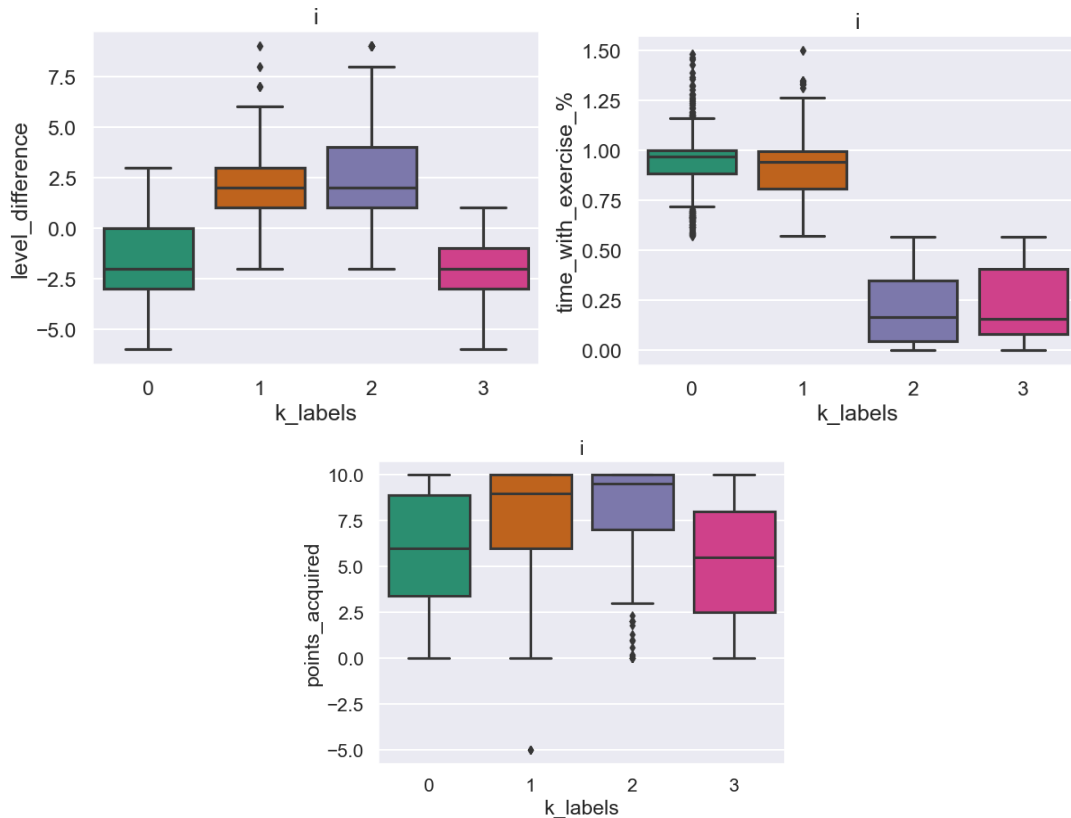 i
level_difference
7.5
5.0
2.5
0.0
−2.5
−5.0
0 1 2 3
k_labels
i
time_with_exercise_%
1.50
1.25
1.00
0.75
0.50
0.25
0.00
0 1 2 3
k_labels
i
points_acquired
10.0
7.5
5.0
2.5
0.0
−2.5
−5.0
0 1 2 3
k_labels